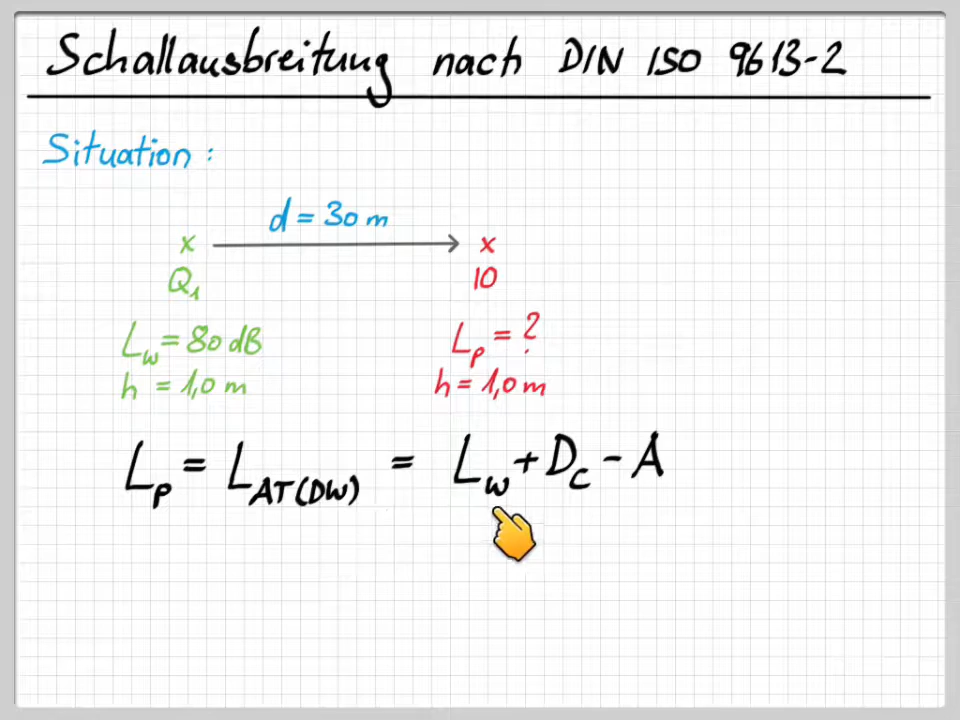 Schallausbreitung nach DIN ISO 9613-2
Situation:
d = 30 m
x x
Q1 IO
Lw = 80 dB Lp = ?
h = 1,0 m h = 1,0 m
Lp = LAT(DW) = Lw + Dc - A